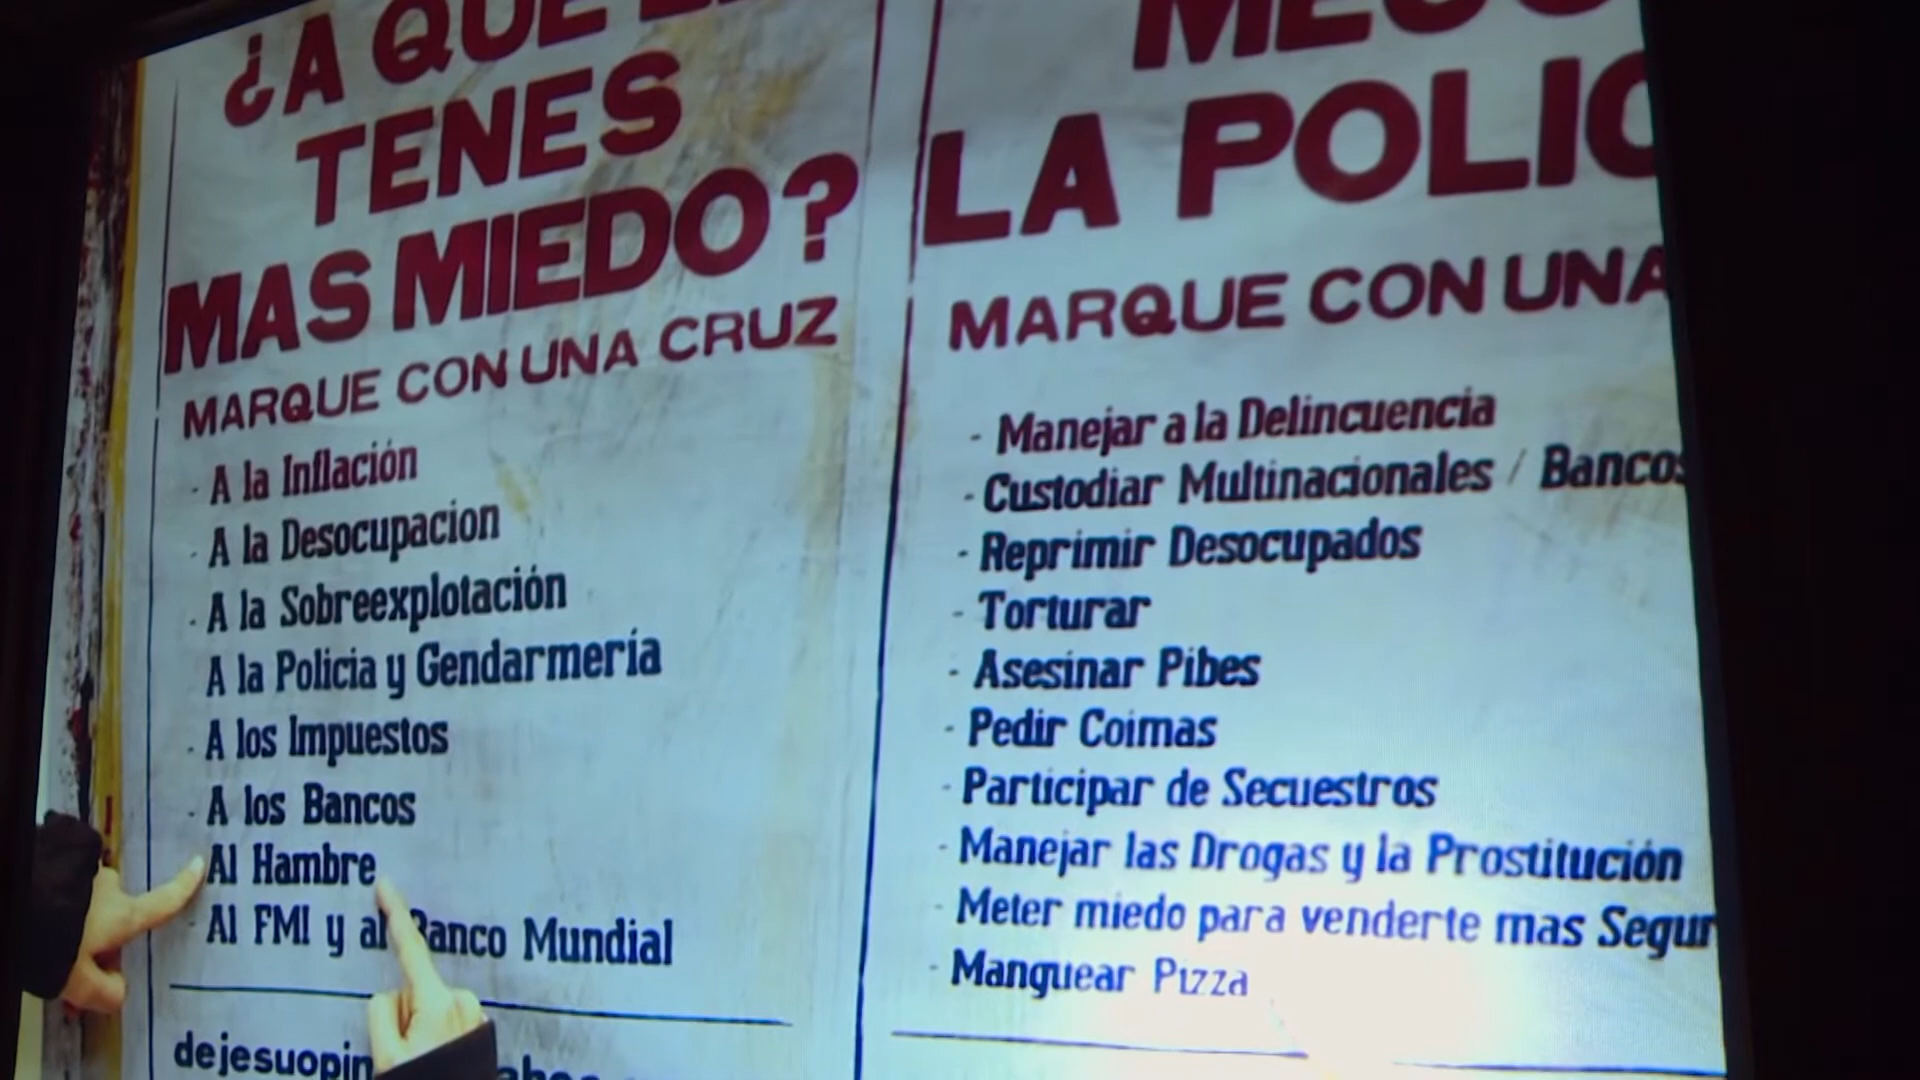 ¿A QUE
TENES
MAS MIEDO?
MARQUE CON UNA CRUZ
- A la Inflación
- A la Desocupacion
- A la Sobreexplotación
A la Policia y Gendarmería
- A los Impuestos
- A los Bancos
Al Hambre
- Al FMI y al Banco Mundial
LA POLIC
MARQUE CON UNA
- Manejar a la Delincuencia
- Custodiar Multinacionales / Bancos
- Reprimir Desocupados
- Torturar
- Asesinar Pibes
- Pedir Coimas
- Participar de Secuestros
- Manejar las Drogas y la Prostitución
- Meter miedo para venderte mas Segur
- Manguear Pizza